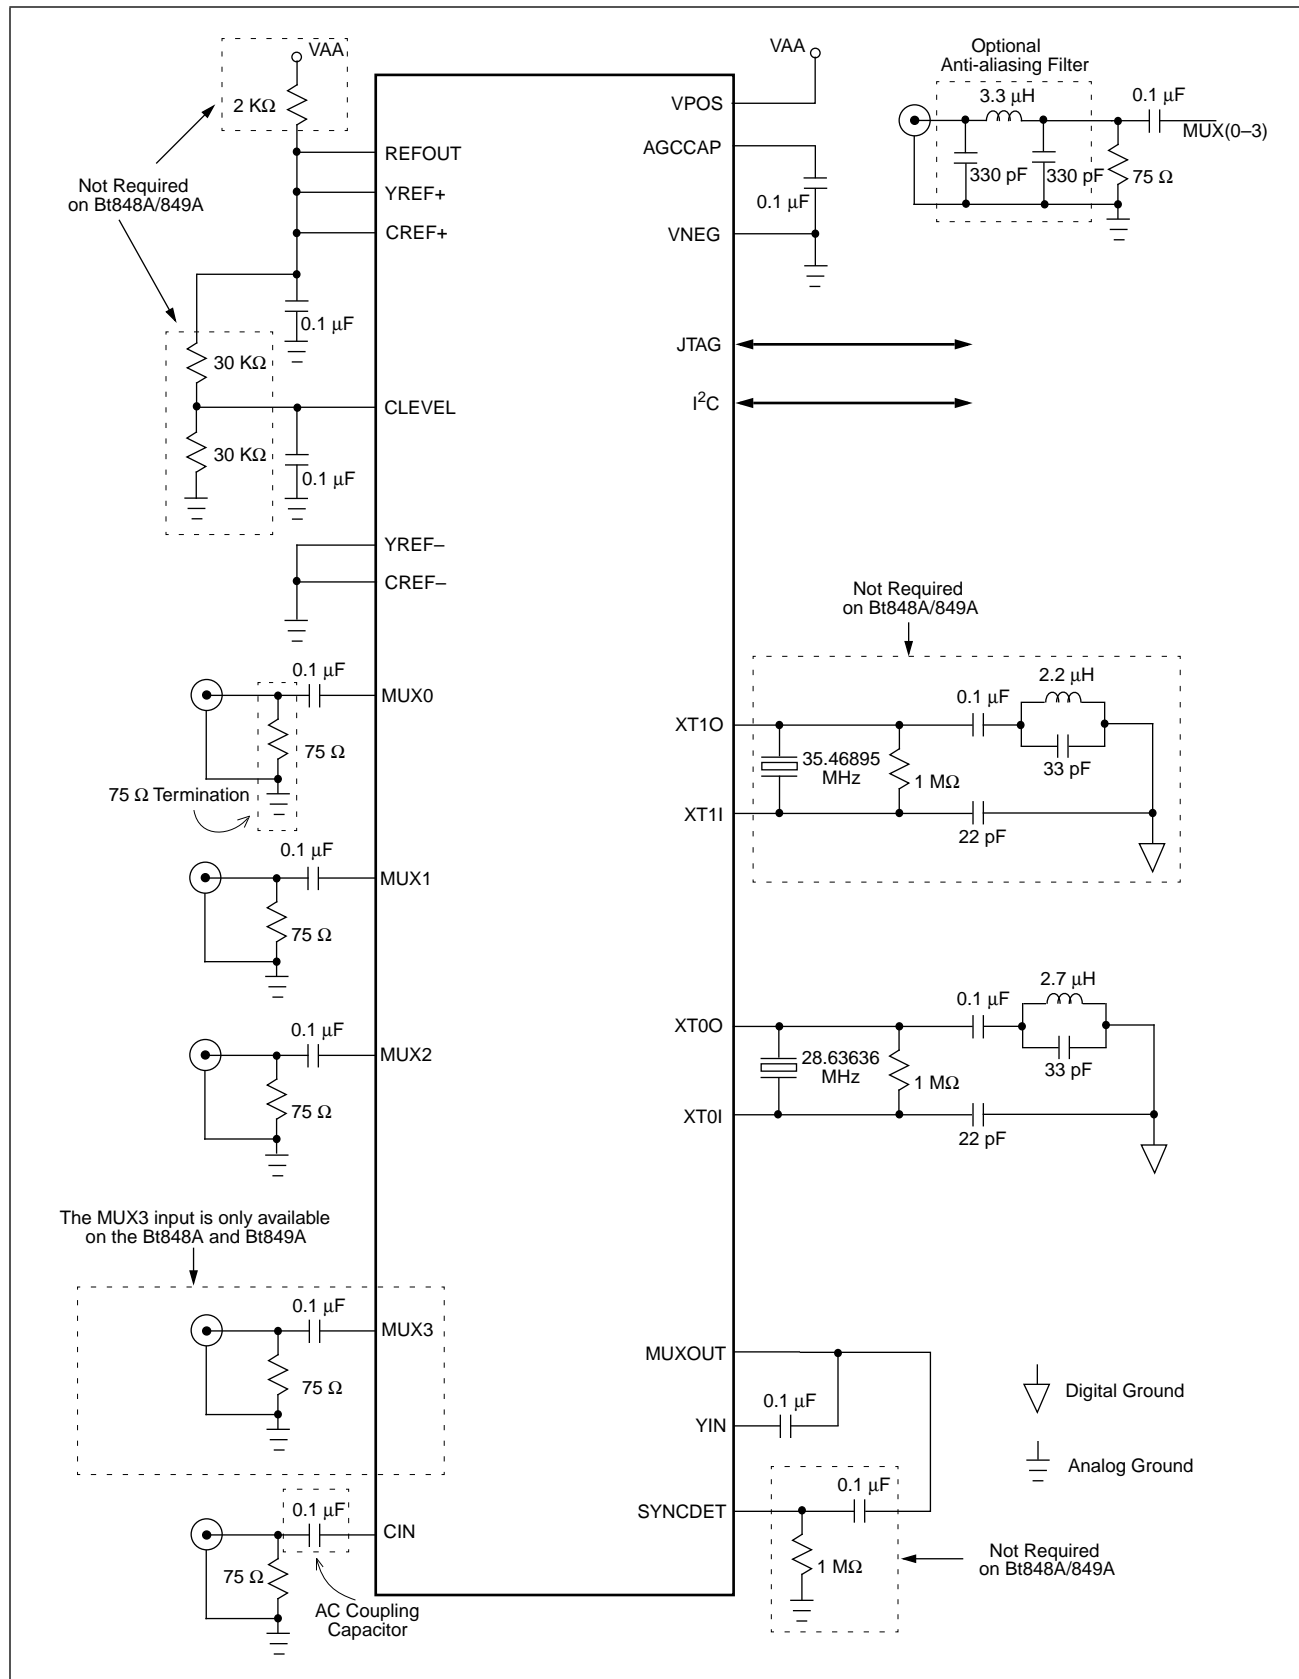 VAA
2 KΩ
Not Required
on Bt848A/849A
REFOUT
YREF+
CREF+
0.1 μF
30 KΩ
CLEVEL
30 KΩ
0.1 μF
YREF–
CREF–
0.1 μF
MUX0
75 Ω
75 Ω Termination
0.1 μF
MUX1
75 Ω
0.1 μF
MUX2
75 Ω
The MUX3 input is only available
on the Bt848A and Bt849A
0.1 μF
MUX3
75 Ω
0.1 μF
CIN
75 Ω
AC Coupling
Capacitor
VAA
VPOS
AGCCAP
0.1 μF
VNEG
Optional
Anti-aliasing Filter
3.3 μH
0.1 μF
MUX(0–3)
330 pF
330 pF
75 Ω
JTAG
I²C
Not Required
on Bt848A/849A
2.2 μH
0.1 μF
XT1O
33 pF
35.46895
MHz
1 MΩ
XT1I
22 pF
2.7 μH
0.1 μF
XT0O
33 pF
28.63636
MHz
1 MΩ
XT0I
22 pF
MUXOUT
0.1 μF
YIN
0.1 μF
SYNCDET
1 MΩ
Not Required
on Bt848A/849A
Digital Ground
Analog Ground